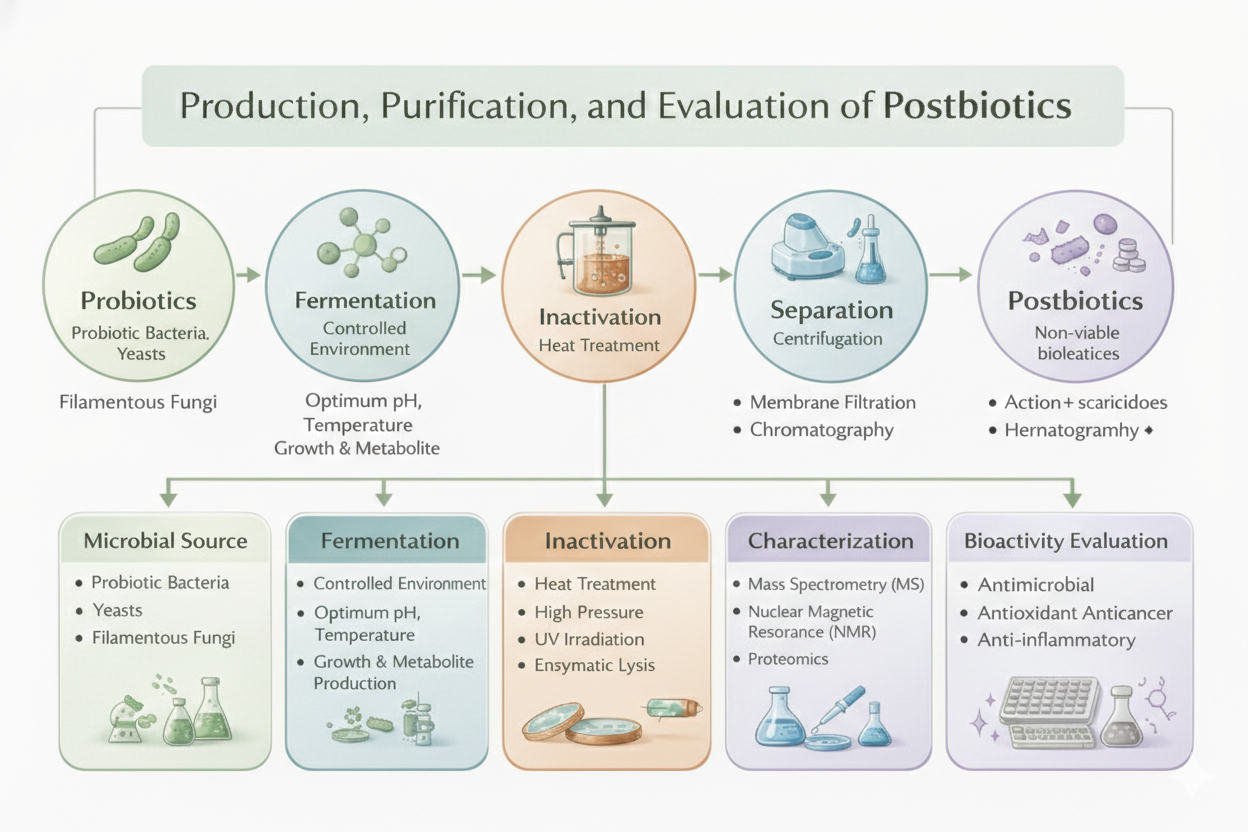 Production, Purification, and Evaluation of Postbiotics
Probiotics
Probiotic Bacteria.
Yeasts
Filamentous Fungi
Fermentation
Controlled
Environment
Optimum pH,
Temperature
Growth & Metabolite
Inactivation
Heat Treatment
Separation
Centrifugation
• Membrane Filtration
• Chromatography
Postbiotics
Non-viable
bioleatices
• Action+ scaricidoes
• Hernatogramhy ◆
Microbial Source
• Probiotic Bacteria
• Yeasts
• Filamentous Fungi
Fermentation
• Controlled Environment
• Optimum pH,
Temperature
• Growth & Metabolite
Production
Inactivation
• Heat Treatment
• High Pressure
• UV Irradiation
• Ensymatic Lysis
Characterization
• Mass Spectrometry (MS)
• Nuclear Magnetic
Resorance (NMR)
• Proteomics
Bioactivity Evaluation
• Antimicrobial
• Antioxidant Anticancer
• Anti-inflammatory